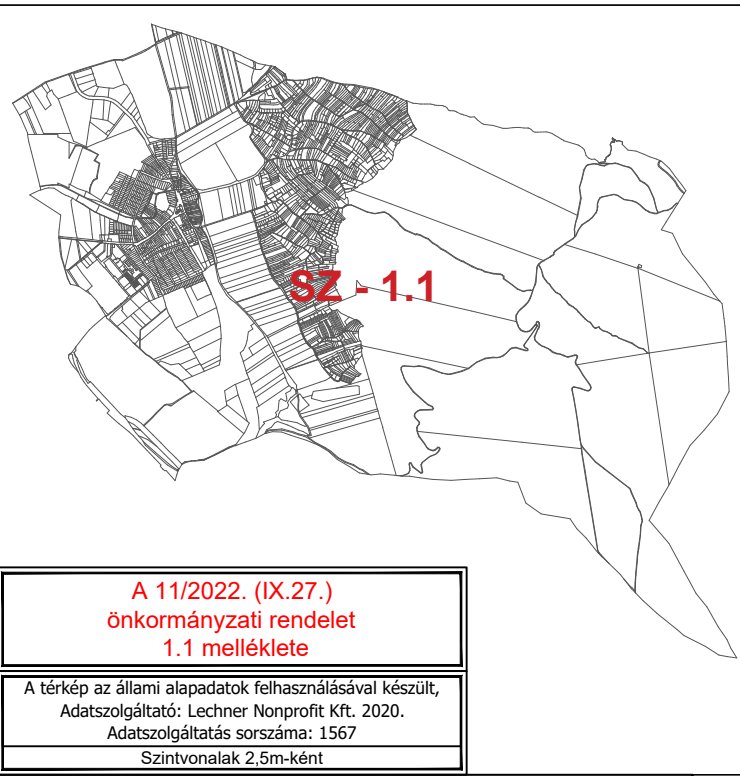 SZ - 1.1
A 11/2022. (IX.27.)
önkormányzati rendelet
1.1 melléklete
A térkép az állami alapadatok felhasználásával készült,
Adatszolgáltató: Lechner Nonprofit Kft. 2020.
Adatszolgáltatás sorszáma: 1567
Szintvonalak 2,5m-ként